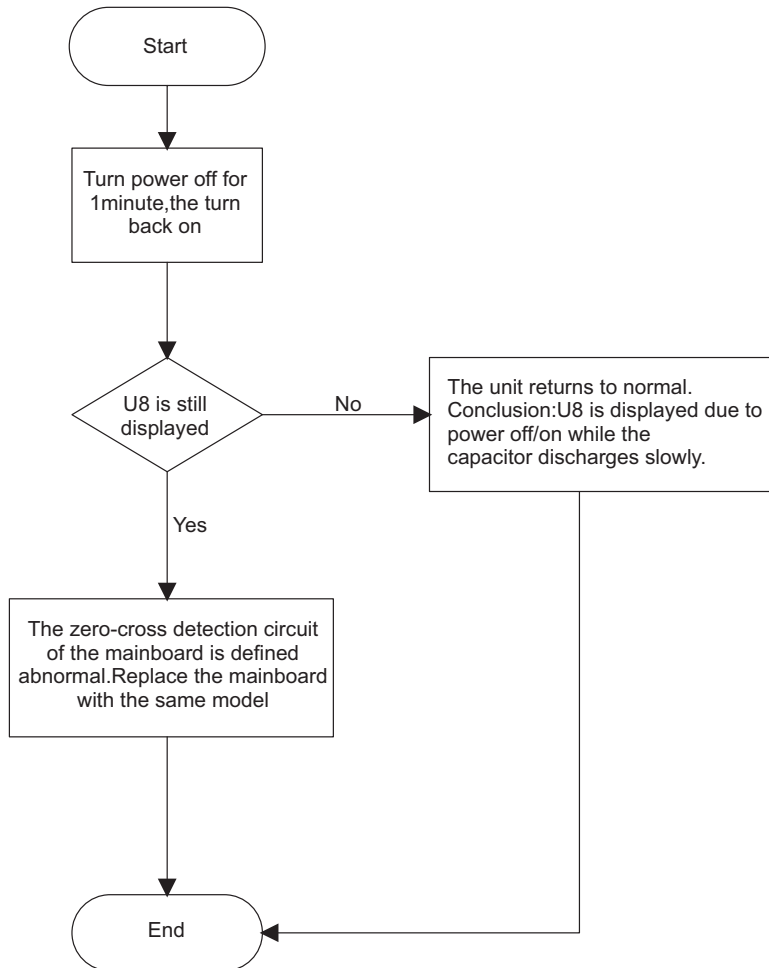 Start
Turn power off for
1minute,the turn
back on
U8 is still
displayed
No
The unit returns to normal.
Conclusion:U8 is displayed due to
power off/on while the
capacitor discharges slowly.
Yes
The zero-cross detection circuit
of the mainboard is defined
abnormal.Replace the mainboard
with the same model
End